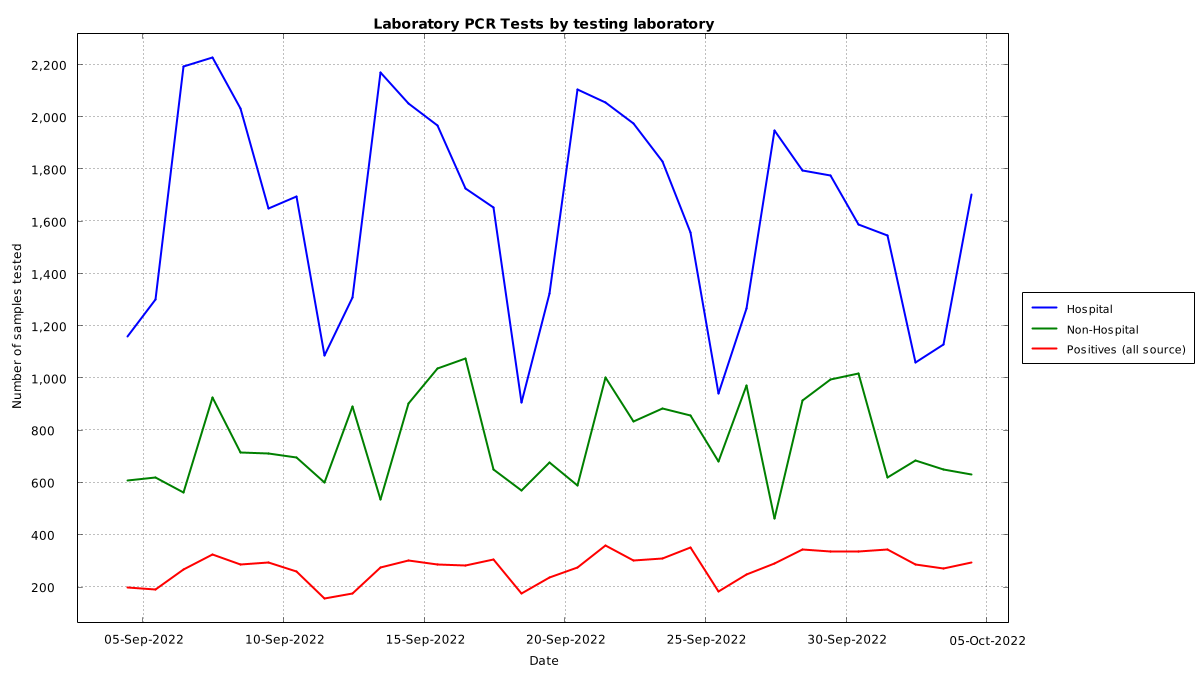 Laboratory PCR Tests by testing laboratory
Number of samples tested
2,200
2,000
1,800
1,600
1,400
1,200
1,000
800
600
400
200
05-Sep-2022 10-Sep-2022 15-Sep-2022 20-Sep-2022 25-Sep-2022 30-Sep-2022 05-Oct-2022
Date
Hospital
Non-Hospital
Positives (all source)